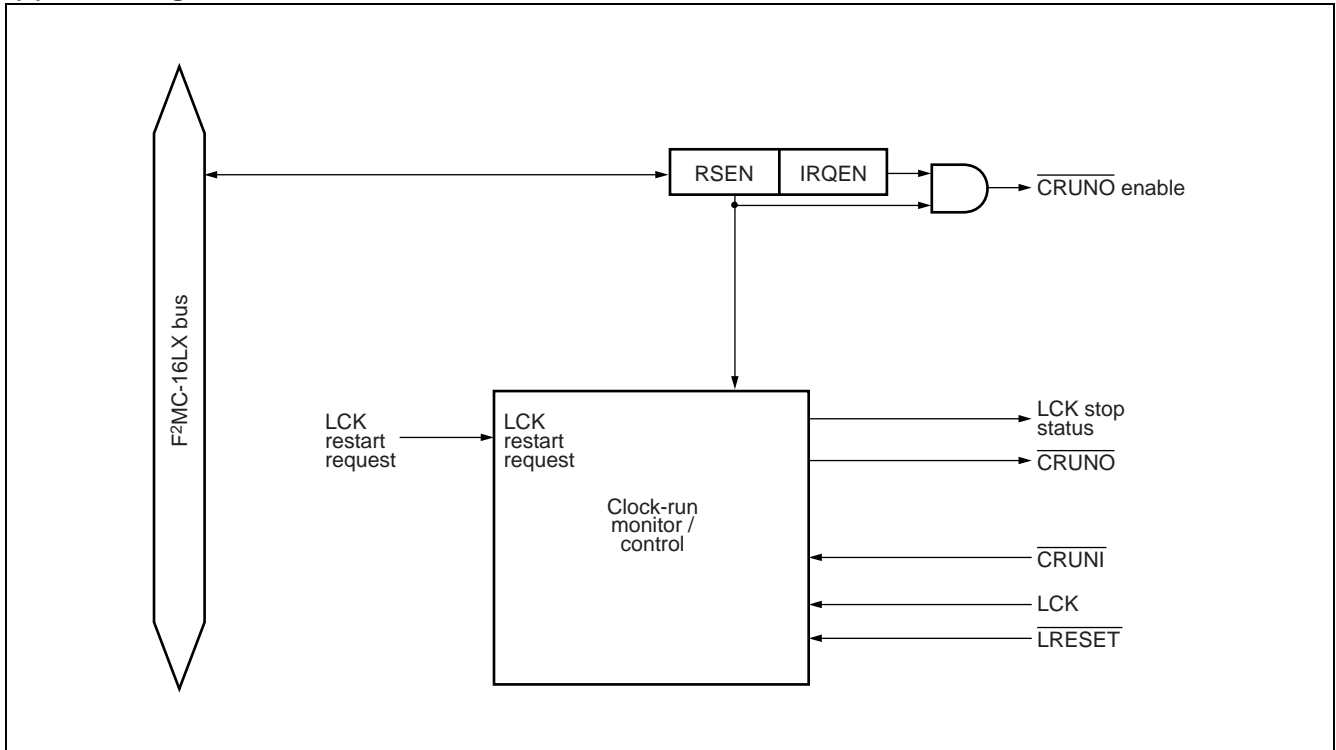 RSEN
IRQEN
CRUNO enable
F²MC-16LX bus
LCK
restart
request
LCK
restart
request
Clock-run
monitor /
control
LCK stop
status
CRUNO
CRUNI
LCK
LRESET